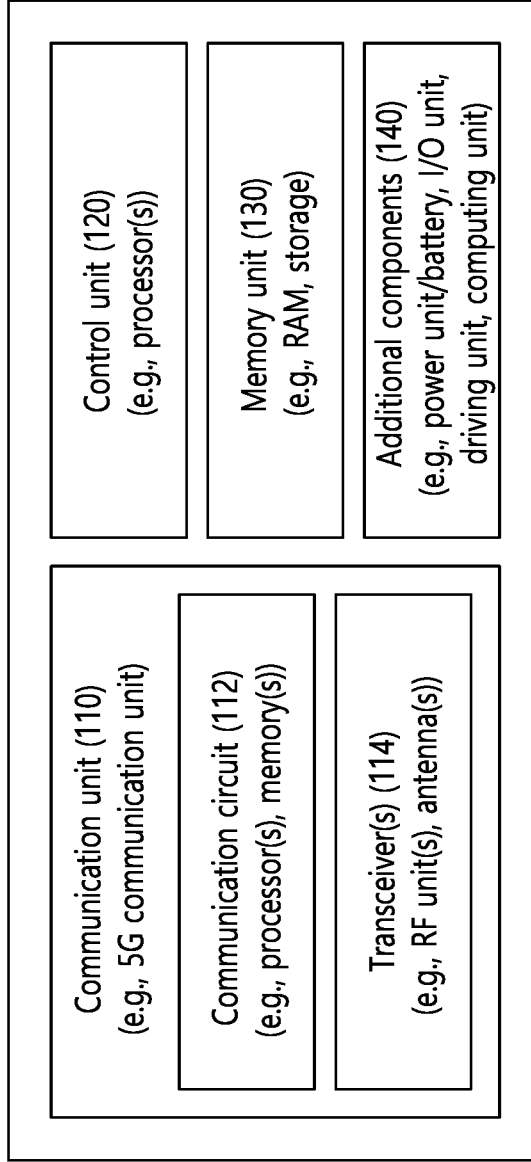 Communication unit (110)
(e.g., 5G communication unit)
Communication circuit (112)
(e.g., processor(s), memory(s))
Transceiver(s) (114)
(e.g., RF unit(s), antenna(s))
Control unit (120)
(e.g., processor(s))
Memory unit (130)
(e.g., RAM, storage)
Additional components (140)
(e.g., power unit/battery, I/O unit,
driving unit, computing unit)